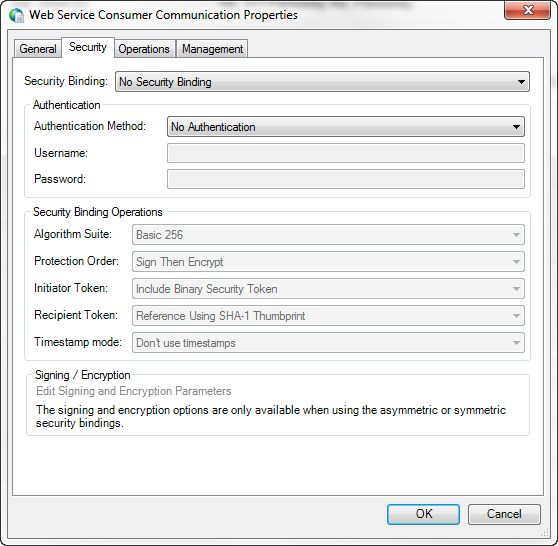 Web Service Consumer Communication Properties
General Security Operations Management
Security Binding: No Security Binding
Authentication
Authentication Method: No Authentication
Username:
Password:
Security Binding Operations
Algorithm Suite: Basic 256
Protection Order: Sign Then Encrypt
Initiator Token: Include Binary Security Token
Recipient Token: Reference Using SHA-1 Thumbprint
Timestamp mode: Don't use timestamps
Signing / Encryption
Edit Signing and Encryption Parameters
The signing and encryption options are only available when using the asymmetric or symmetric
security bindings.
OK Cancel